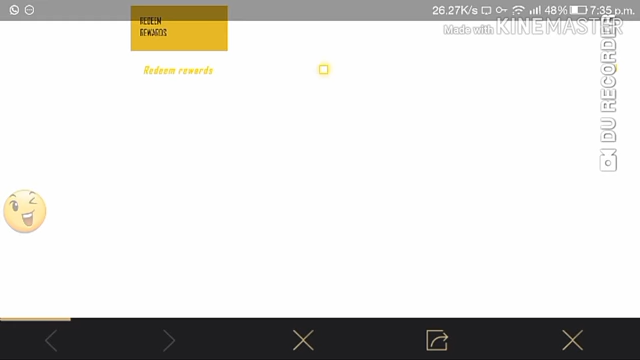 26.27K/s 48% 7:35 p.m.
Made with KINEMASTER
REDEEM
REWARDS
Redeem rewards
DU RECORDER